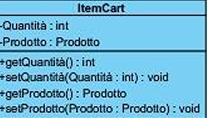 ItemCart
-Quantità : int
-Prodotto : Prodotto
+getQuantità() : int
+setQuantità(Quantità : int) : void
+getProdotto() : Prodotto
+setProdotto(Prodotto : Prodotto) : void